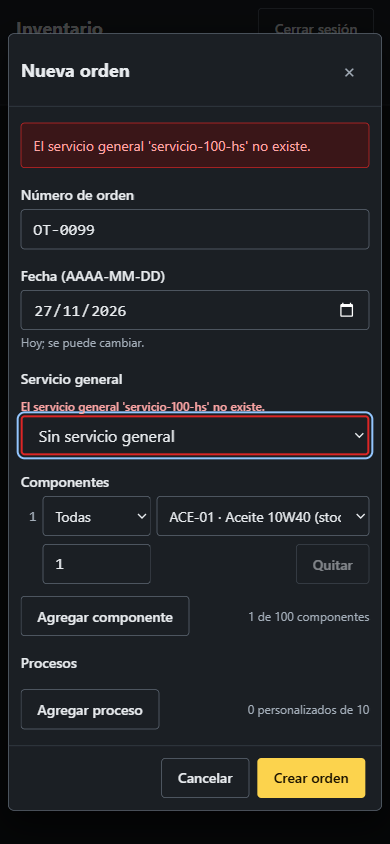 Inventario
Cerrar sesión
Nueva orden
×
El servicio general 'servicio-100-hs' no existe.
Número de orden
OT-0099
Fecha (AAAA-MM-DD)
27/11/2026
Hoy; se puede cambiar.
Servicio general
El servicio general 'servicio-100-hs' no existe.
Sin servicio general
Componentes
1 Todas ACE-01 · Aceite 10W40 (stoc
1 Quitar
Agregar componente 1 de 100 componentes
Procesos
Agregar proceso 0 personalizados de 10
Cancelar Crear orden